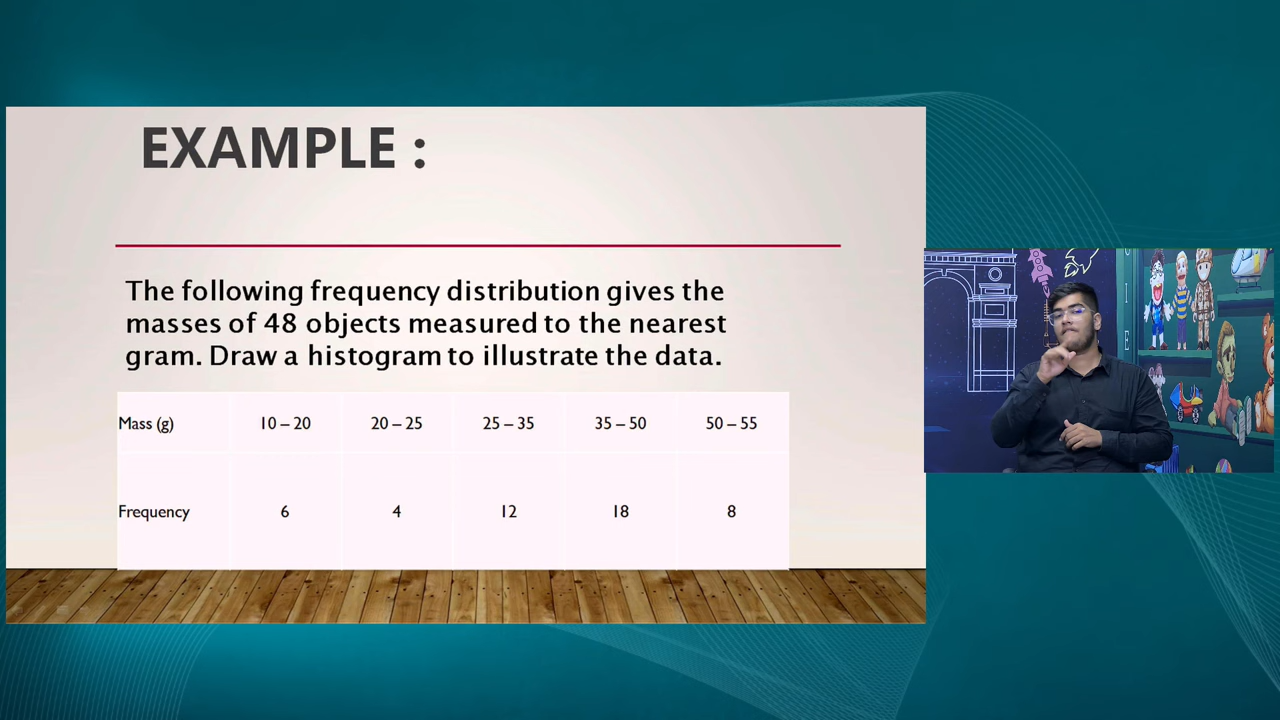 EXAMPLE :
The following frequency distribution gives the
masses of 48 objects measured to the nearest
gram. Draw a histogram to illustrate the data.
Mass (g) 10 – 20 20 – 25 25 – 35 35 – 50 50 – 55
Frequency 6 4 12 18 8